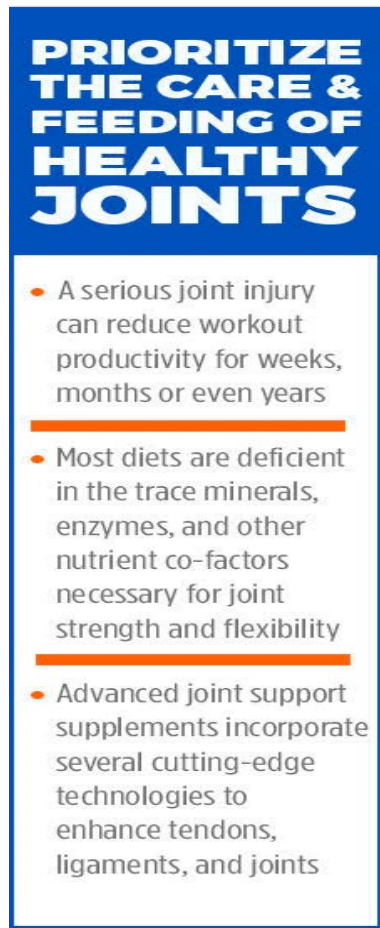 PRIORITIZE
THE CARE &
FEEDING OF
HEALTHY
JOINTS
• A serious joint injury
can reduce workout
productivity for weeks,
months or even years
• Most diets are deficient
in the trace minerals,
enzymes, and other
nutrient co-factors
necessary for joint
strength and flexibility
• Advanced joint support
supplements incorporate
several cutting-edge
technologies to
enhance tendons,
ligaments, and joints